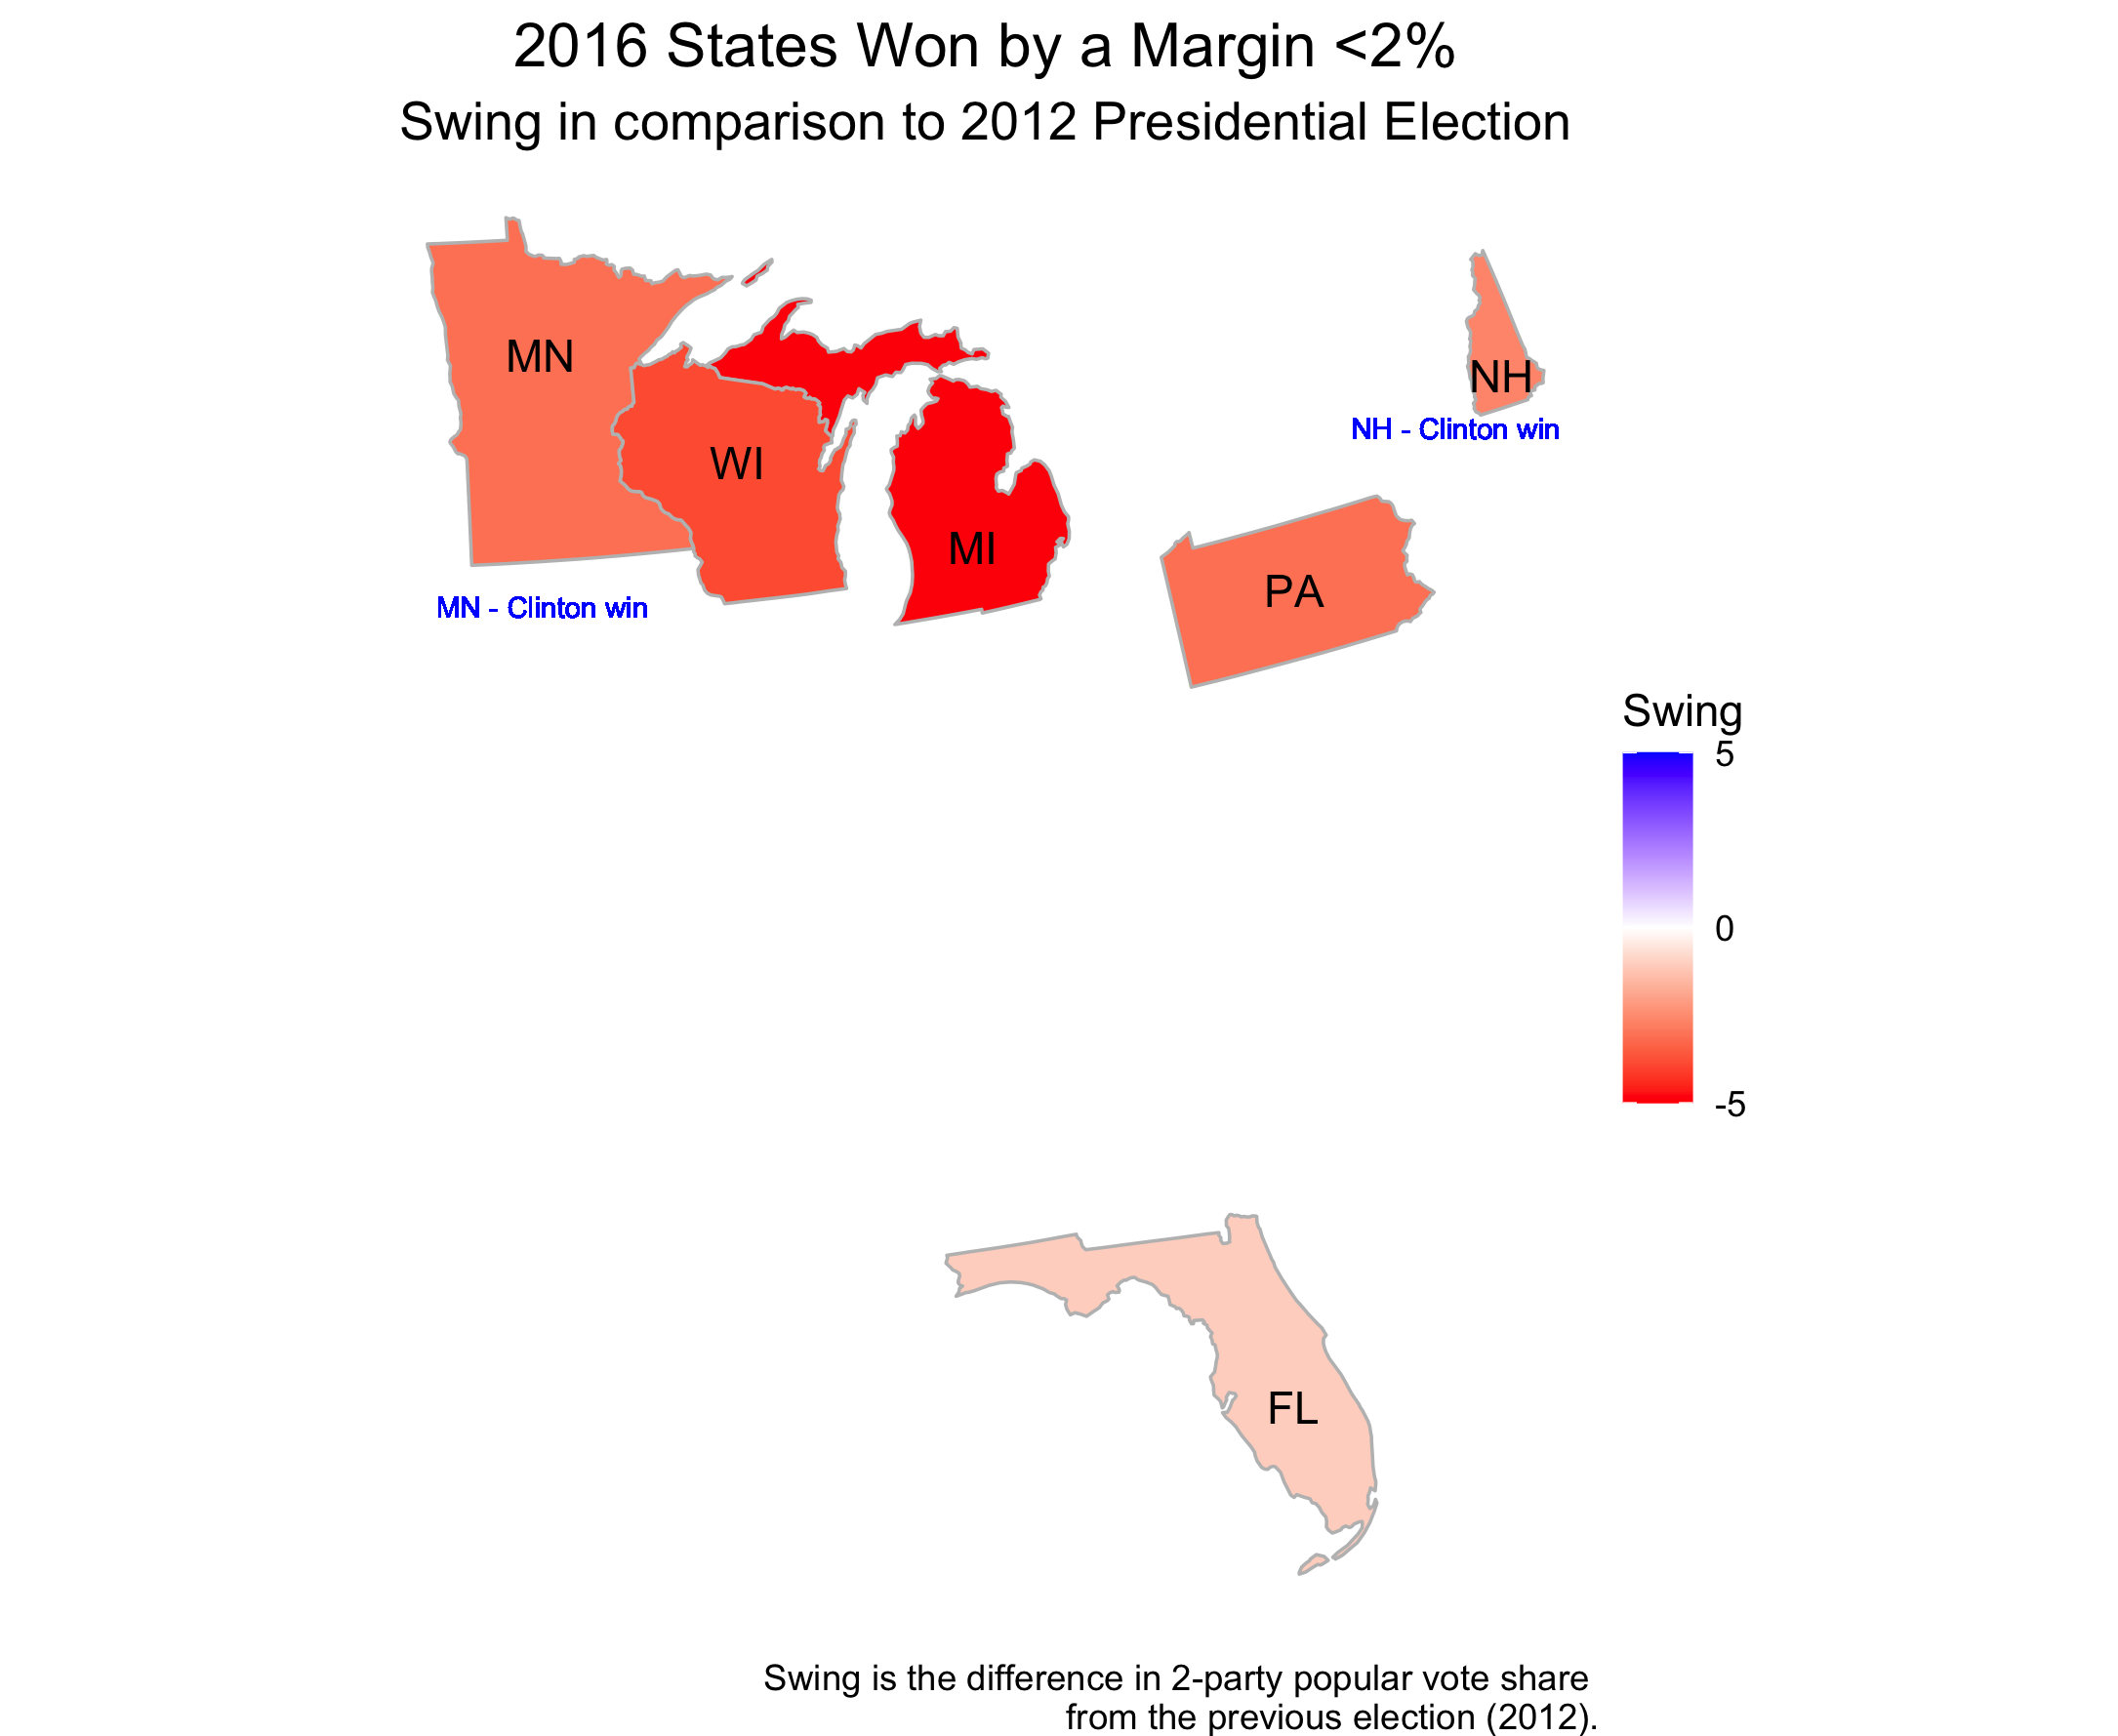 2016 States Won by a Margin <2%
Swing in comparison to 2012 Presidential Election
MN
NH
NH - Clinton win
WI
MI
PA
MN - Clinton win
Swing
5
0
-5
FL
Swing is the difference in 2-party popular vote share
from the previous election (2012).